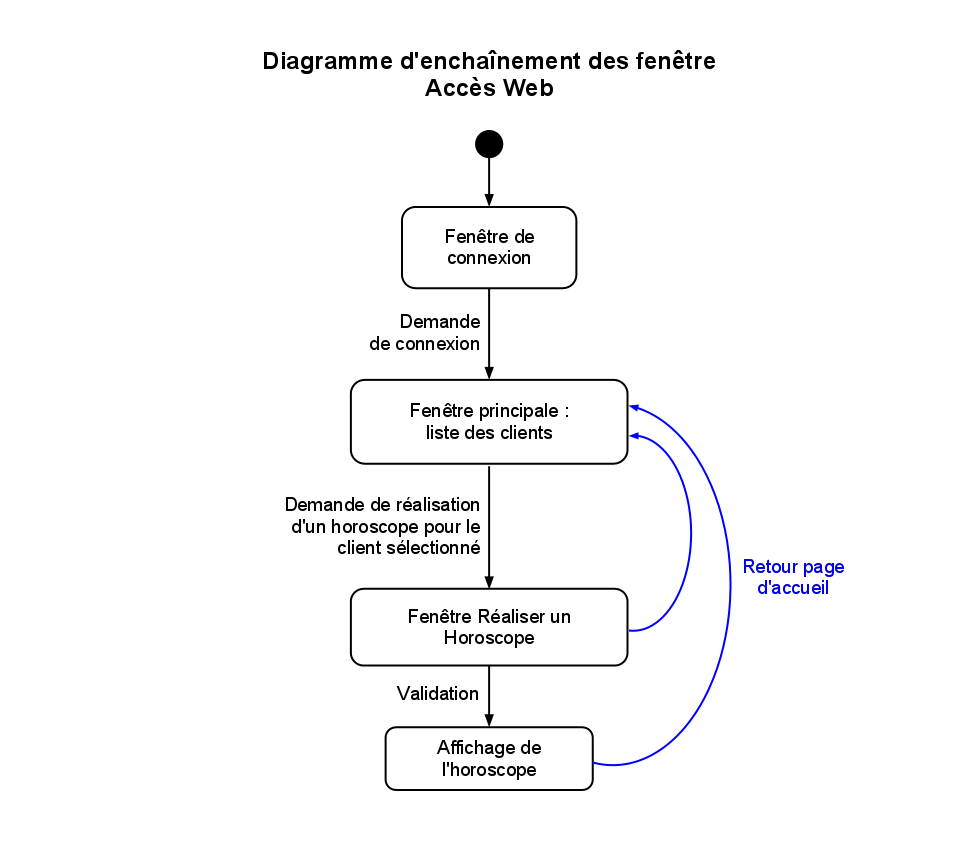 Diagramme d'enchaînement des fenêtre
Accès Web
Fenêtre de
connexion
Demande
de connexion
Fenêtre principale :
liste des clients
Demande de réalisation
d'un horoscope pour le
client sélectionné
Retour page
d'accueil
Fenêtre Réaliser un
Horoscope
Validation
Affichage de
l'horoscope